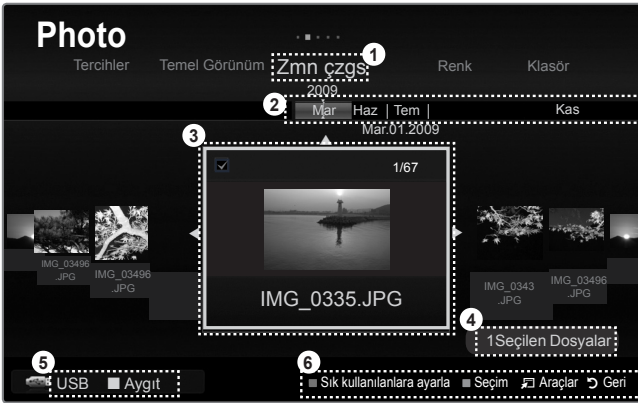 Photo
Tercihler Temel Görünüm Zmn çzgs Renk Klasör
1
2009
2
Mar Haz | Tem | Kas
Mar.01.2009
3
1/67
IMG_03496
.JPG
IMG_03496
.JPG
IMG_0335.JPG
IMG_0343
.JPG
IMG_03496
.JPG
4
1Seçilen Dosyalar
5
USB Aygıt
6
Sık kullanılanlara ayarla Seçim Araçlar Geri